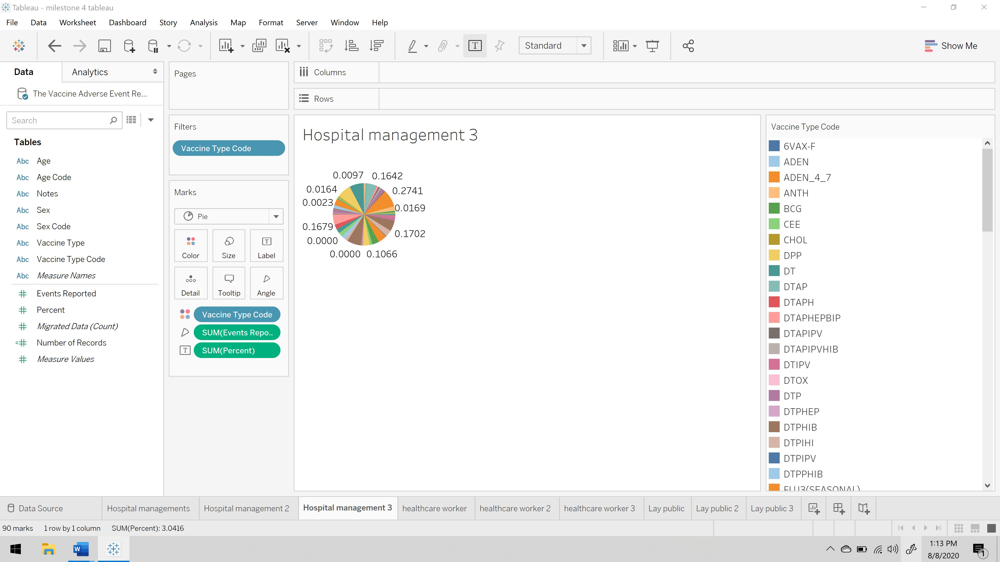 Tableau - milestone 4 tableau
File Data Worksheet Dashboard Story Analysis Map Format Server Window Help
Standard
Show Me
Data
Analytics
The Vaccine Adverse Event Re...
Search
Tables
Abc Age
Abc Age Code
Abc Notes
Abc Sex
Abc Sex Code
Abc Vaccine Type
Abc Vaccine Type Code
Abc Measure Names
Events Reported
Percent
Migrated Data (Count)
Number of Records
Measure Values
Pages
Filters
Vaccine Type Code
Marks
Pie
Color Size Label
Detail Tooltip Angle
Vaccine Type Code
SUM(Events Repo..
SUM(Percent)
Columns
Rows
Hospital management 3
0.0097 0.1642
0.0164 0.2741
0.0023 0.0169
0.1679 0.1702
0.0000
0.0000 0.1066
Vaccine Type Code
6VAX-F
ADEN
ADEN_4_7
ANTH
BCG
CEE
CHOL
DPP
DT
DTAP
DTAPH
DTAPHEPBIP
DTAPIPV
DTAPIPVHIB
DTIPV
DTOX
DTP
DTPHEP
DTPHIB
DTPIHI
DTPIPV
DTPPHIB
FLU3(SEASONAL)
Data Source Hospital managements Hospital management 2 Hospital management 3 healthcare worker healthcare worker 2 healthcare worker 3 Lay public Lay public 2 Lay public 3
90 marks 1 row by 1 column SUM(Percent): 3.0416
W
1:13 PM
8/8/2020
1